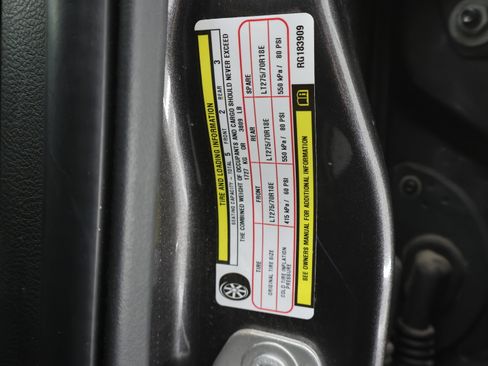 TIRE AND LOADING INFORMATION
SEATING CAPACITY - TOTAL 5 FRONT 2 REAR 3
THE COMBINED WEIGHT OF OCCUPANTS AND CARGO SHOULD NEVER EXCEED
1727 KG OR 3809 LB
TIRE FRONT REAR SPARE
ORIGINAL TIRE SIZE LT275/70R18E LT275/70R18E LT275/70R18E
COLD TIRE INFLATION PRESSURE 415 kPa / 60 PSI 550 kPa / 80 PSI 550 kPa / 80 PSI
SEE OWNERS MANUAL FOR ADDITIONAL INFORMATION
RG183909